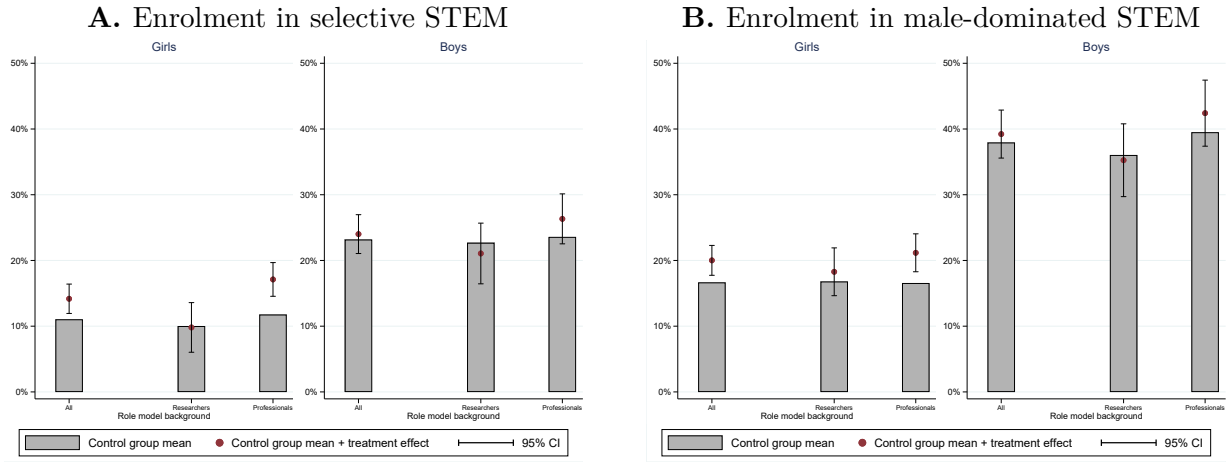 A. Enrolment in selective STEM
Girls
50%
40%
30%
20%
10%
0%
All
Researchers
Professionals
Role model background
Boys
50%
40%
30%
20%
10%
0%
All
Researchers
Professionals
Role model background
Control group mean
Control group mean + treatment effect
95% CI
B. Enrolment in male-dominated STEM
Girls
50%
40%
30%
20%
10%
0%
All
Researchers
Professionals
Role model background
Boys
50%
40%
30%
20%
10%
0%
All
Researchers
Professionals
Role model background
Control group mean
Control group mean + treatment effect
95% CI